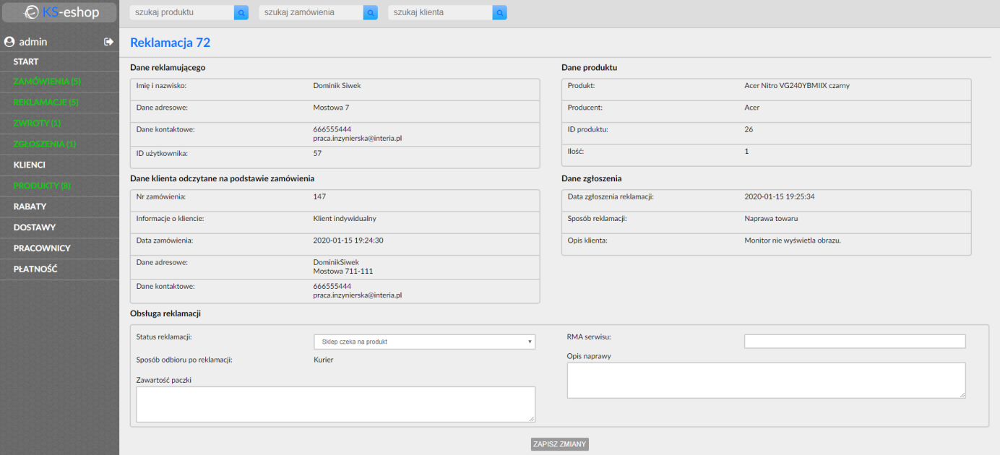 KS-eshop
szukaj produktu
szukaj zamówienia
szukaj klienta
admin
START
ZAMÓWIENIA (5)
REKLAMACJE (5)
ZWROTY (1)
ZGŁOSZENIA (1)
KLIENCI
PRODUKTY (8)
RABATY
DOSTAWY
PRACOWNICY
PŁATNOŚĆ
Reklamacja 72
Dane reklamującego
Imię i nazwisko: Dominik Siwek
Dane adresowe: Mostowa 7
Dane kontaktowe: 666555444
praca.inzynierska@interia.pl
ID użytkownika: 57
Dane produktu
Produkt: Acer Nitro VG240YBMIIX czarny
Producent: Acer
ID produktu: 26
Ilość: 1
Dane klienta odczytane na podstawie zamówienia
Nr zamówienia: 147
Informacje o kliencie: Klient indywidualny
Data zamówienia: 2020-01-15 19:24:30
Dane adresowe: DominikSiwek
Mostowa 711-111
Dane kontaktowe: 666555444
praca.inzynierska@interia.pl
Dane zgłoszenia
Data zgłoszenia reklamacji: 2020-01-15 19:25:34
Sposób reklamacji: Naprawa towaru
Opis klienta: Monitor nie wyświetla obrazu.
Obsługa reklamacji
Status reklamacji: Sklep czeka na produkt
Sposób odbioru po reklamacji: Kurier
Zawartość paczki
RMA serwisu:
Opis naprawy
ZAPISZ ZMIANY